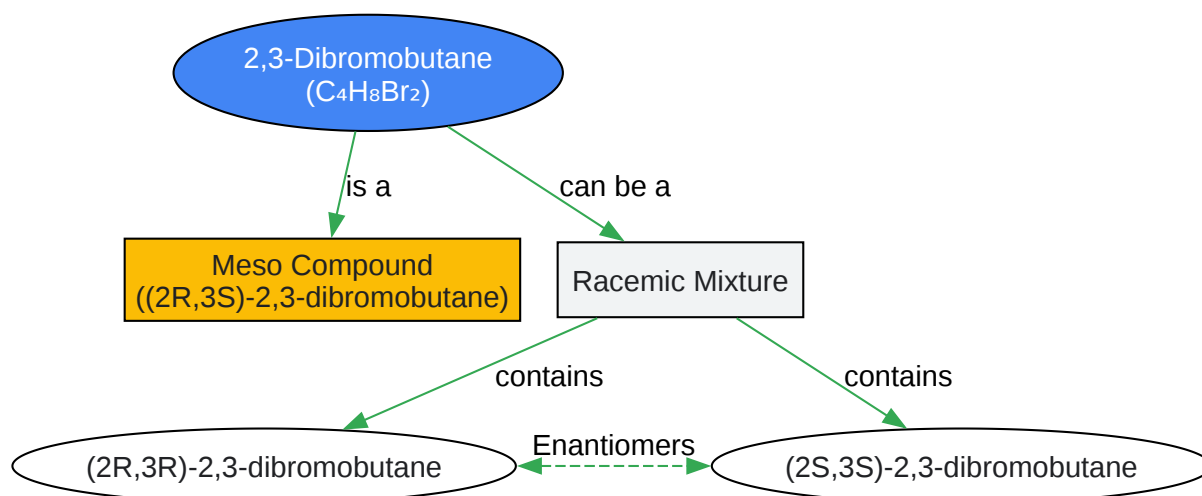 2,3-Dibromobutane
(C₄H₈Br₂)
is a
can be a
Meso Compound
((2R,3S)-2,3-dibromobutane)
Racemic Mixture
contains
contains
Enantiomers
(2R,3R)-2,3-dibromobutane
(2S,3S)-2,3-dibromobutane